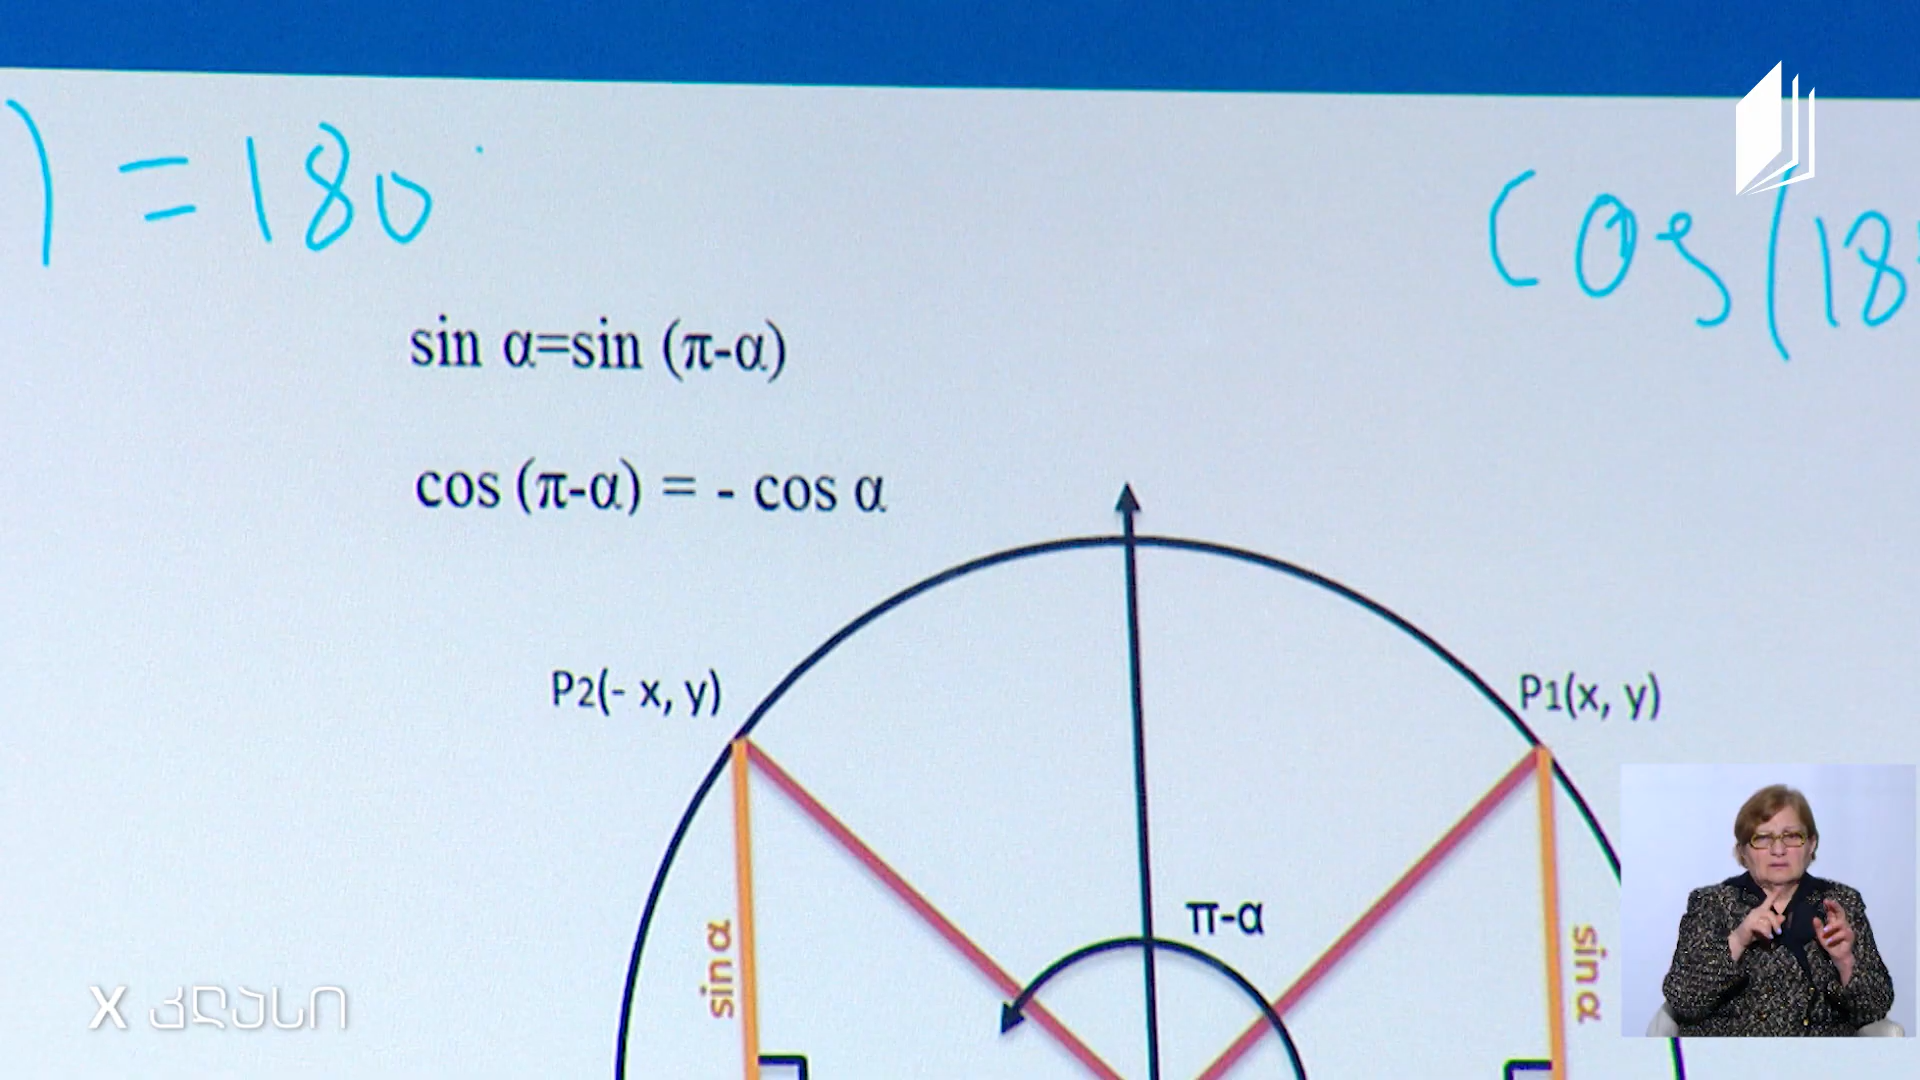 ) = 180
cos(18
sin α=sin (π-α)
cos (π-α) = - cos α
P2(- x, y)
P1(x, y)
π-α
sin α
sin α
X კლასი